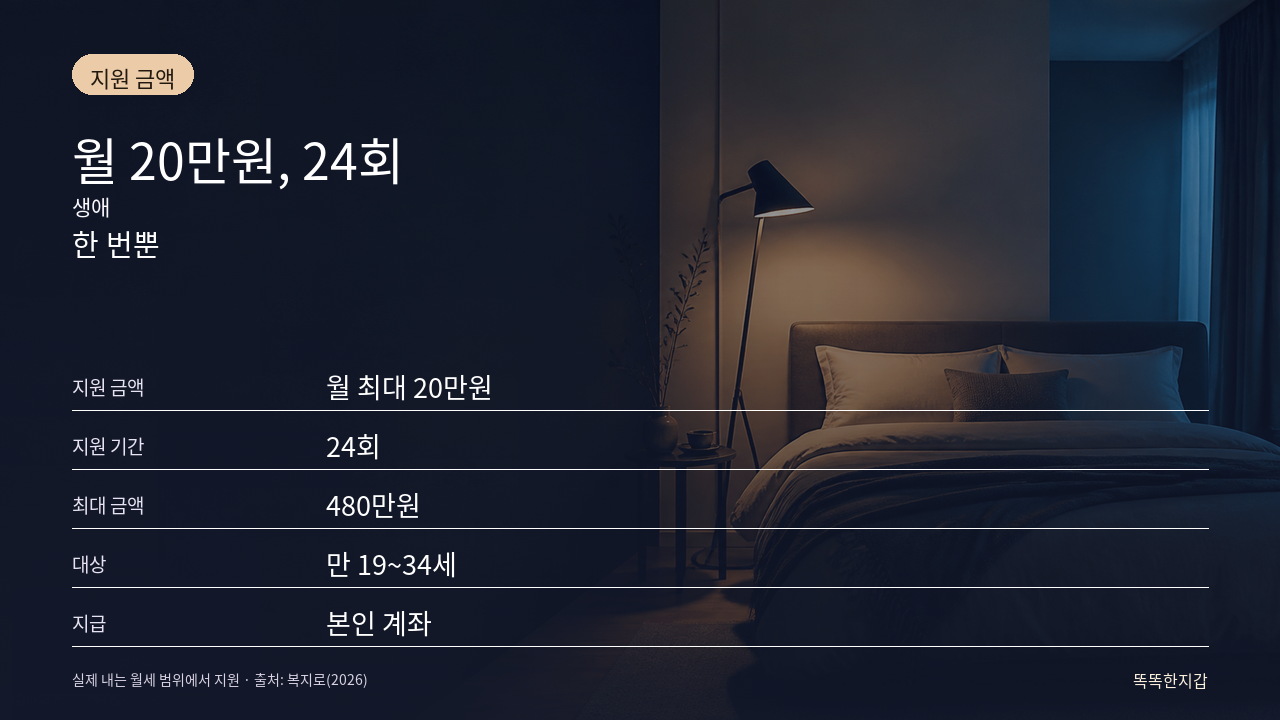 지원 금액
월 20만원, 24회
생애
한 번뿐
지원 금액 월 최대 20만원
지원 기간 24회
최대 금액 480만원
대상 만 19~34세
지급 본인 계좌
실제 내는 월세 범위에서 지원 · 출처: 복지로(2026)
똑똑한지갑